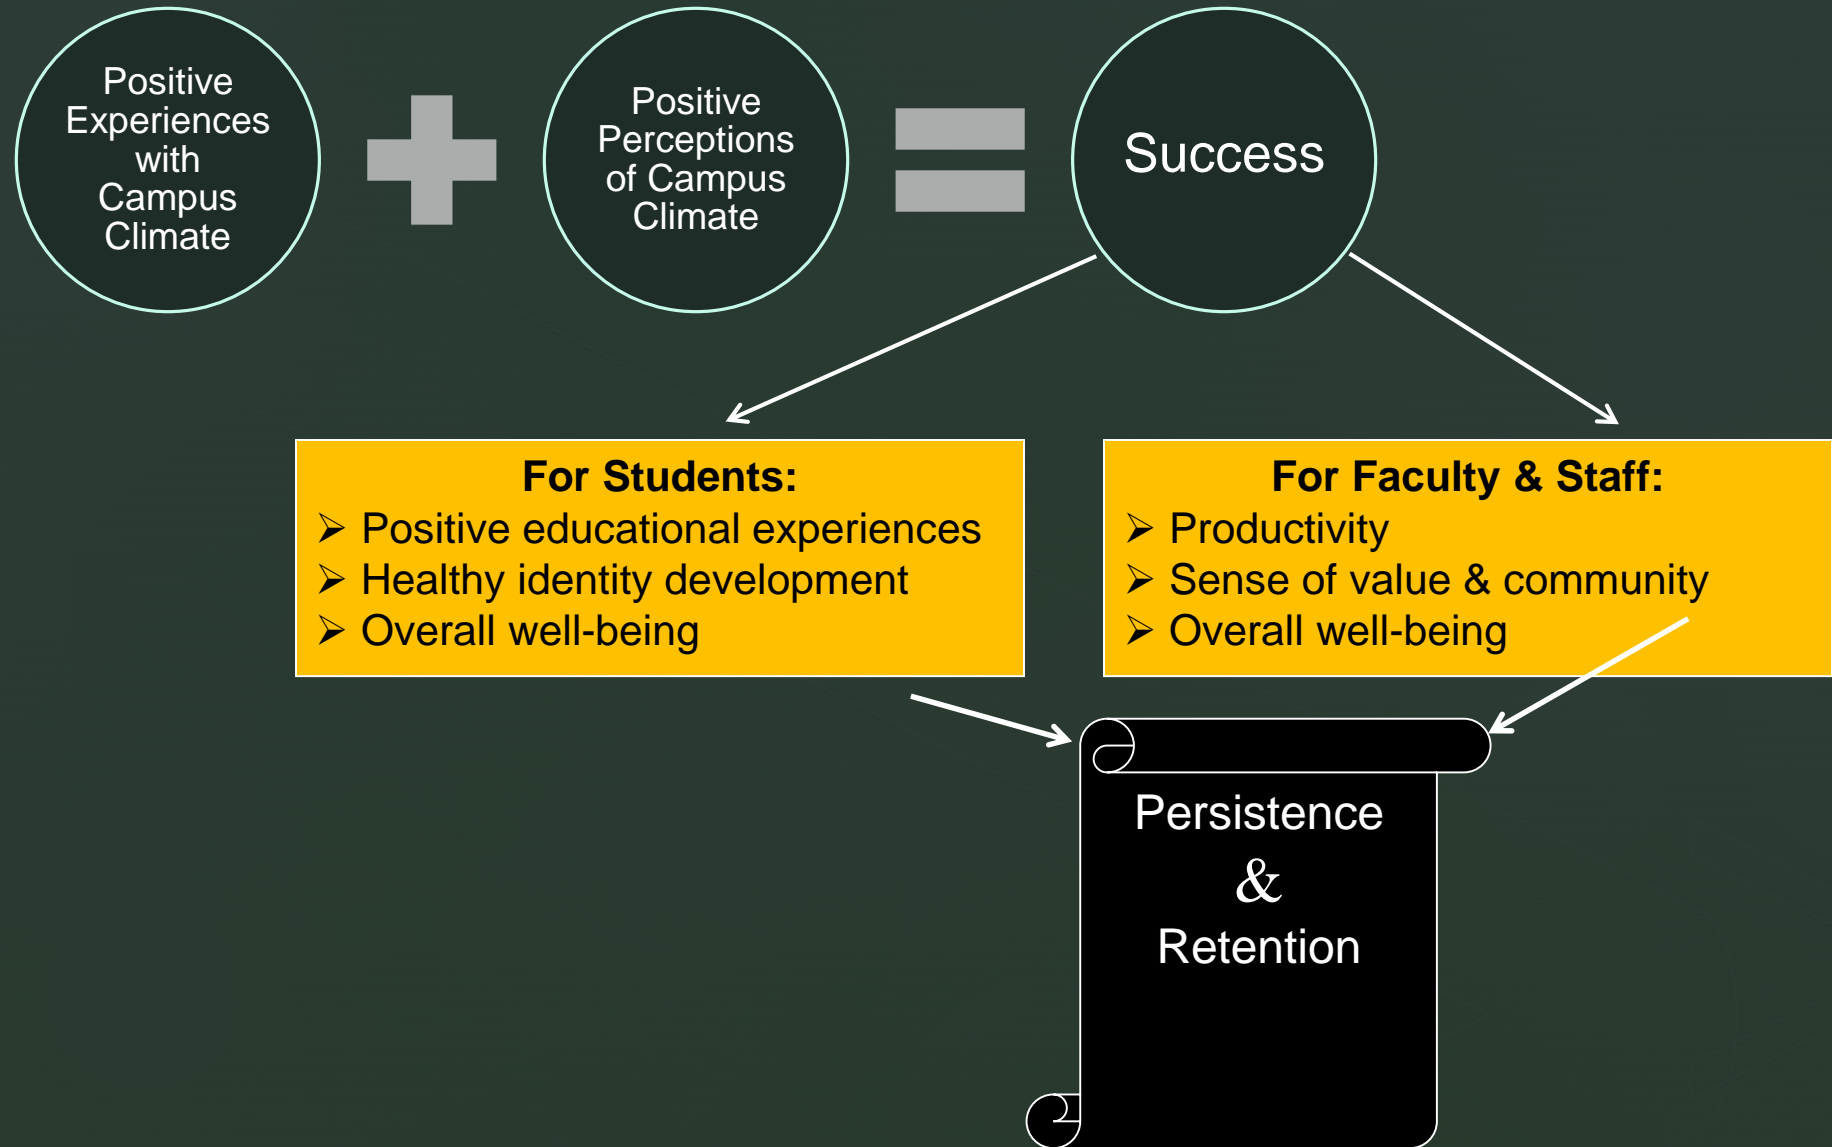 Positive
Experiences
with
Campus
Climate
Positive
Perceptions
of Campus
Climate
Success
For Students:
➢ Positive educational experiences
➢ Healthy identity development
➢ Overall well-being
For Faculty & Staff:
➢ Productivity
➢ Sense of value & community
➢ Overall well-being
Persistence
&
Retention